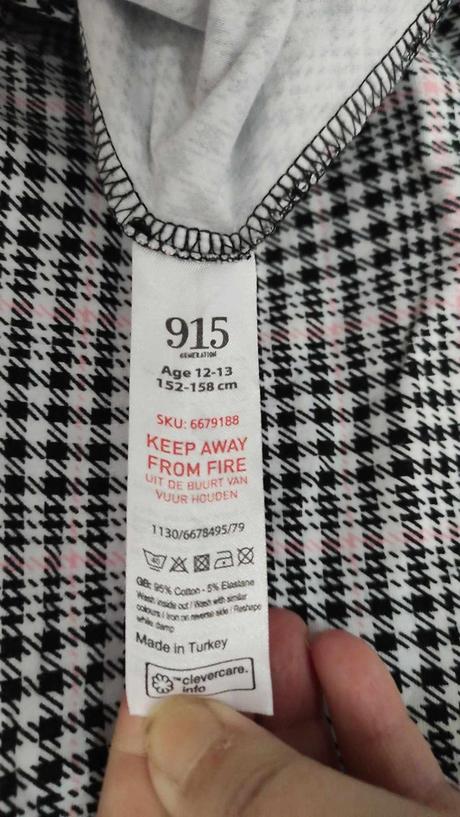 915
GENERATION
Age 12-13
152-158 cm
SKU: 6679188
KEEP AWAY
FROM FIRE
UIT DE BUURT VAN
VUUR HOUDEN
1130/6678495/79
40
GB: 95% Cotton - 5% Elastane
Wash inside out / Wash with similar
colours / Iron on reverse side / Reshape
while damp
Made in Turkey
™clevercare.
info